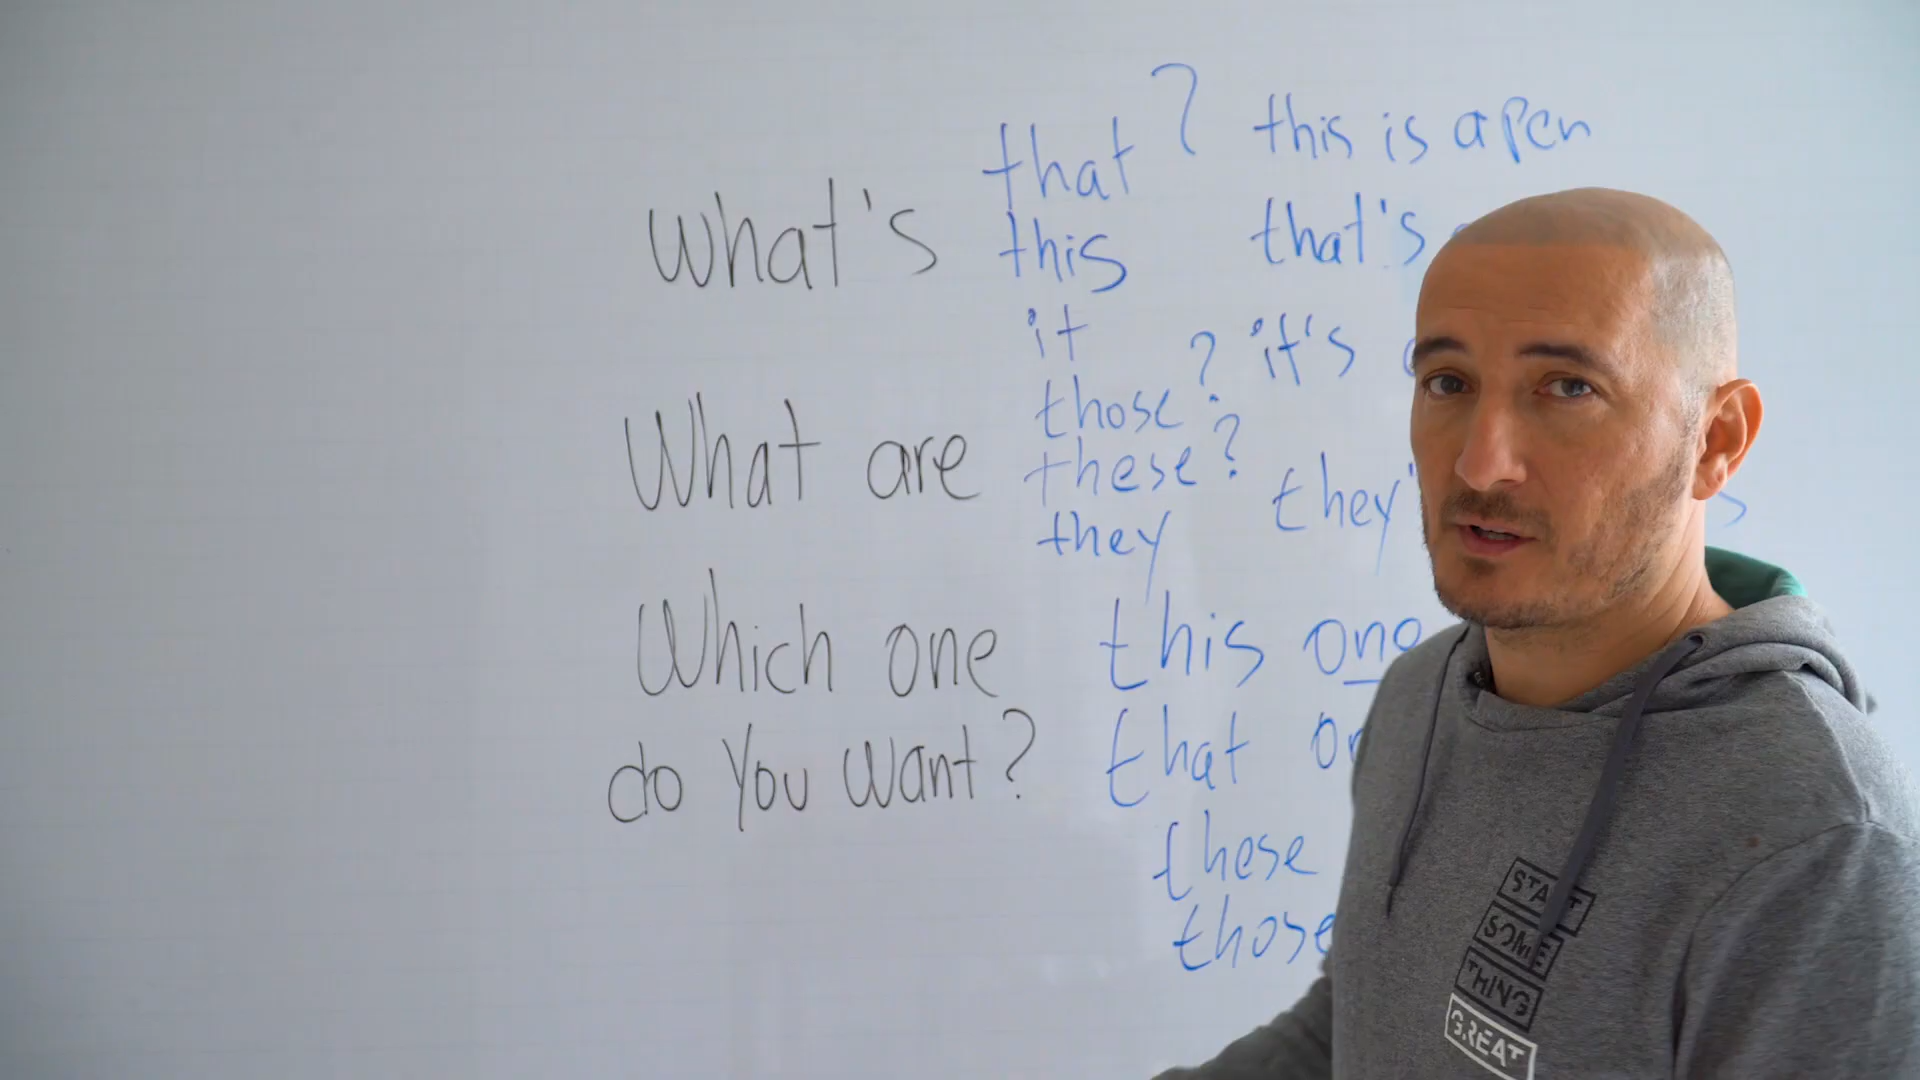 that? this is a pen
What's this that's
it it's
those?
What are these? they'
they
Which one this one
do you want? that
these
those
START
SOME
THING
GREAT